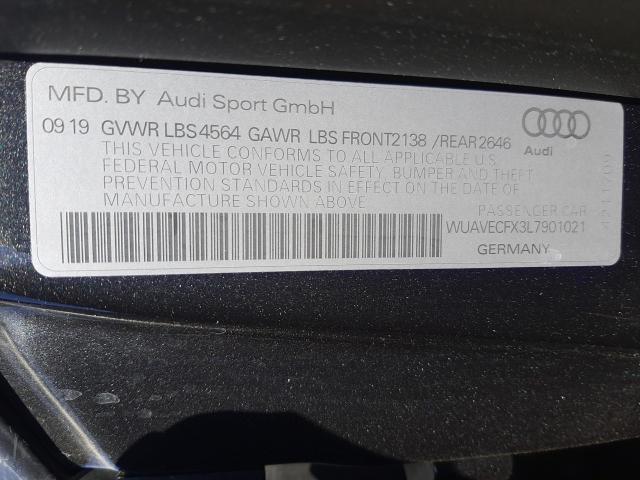 MFD. BY Audi Sport GmbH
09 19 GVWR LBS 4564 GAWR LBS FRONT2138 /REAR 2646
THIS VEHICLE CONFORMS TO ALL APPLICABLE U.S.
FEDERAL MOTOR VEHICLE SAFETY, BUMPER AND THEFT
PREVENTION STANDARDS IN EFFECT ON THE DATE OF
MANUFACTURE SHOWN ABOVE.
PASSENGER CAR
WUAVECFX3L7901021
GERMANY
Audi